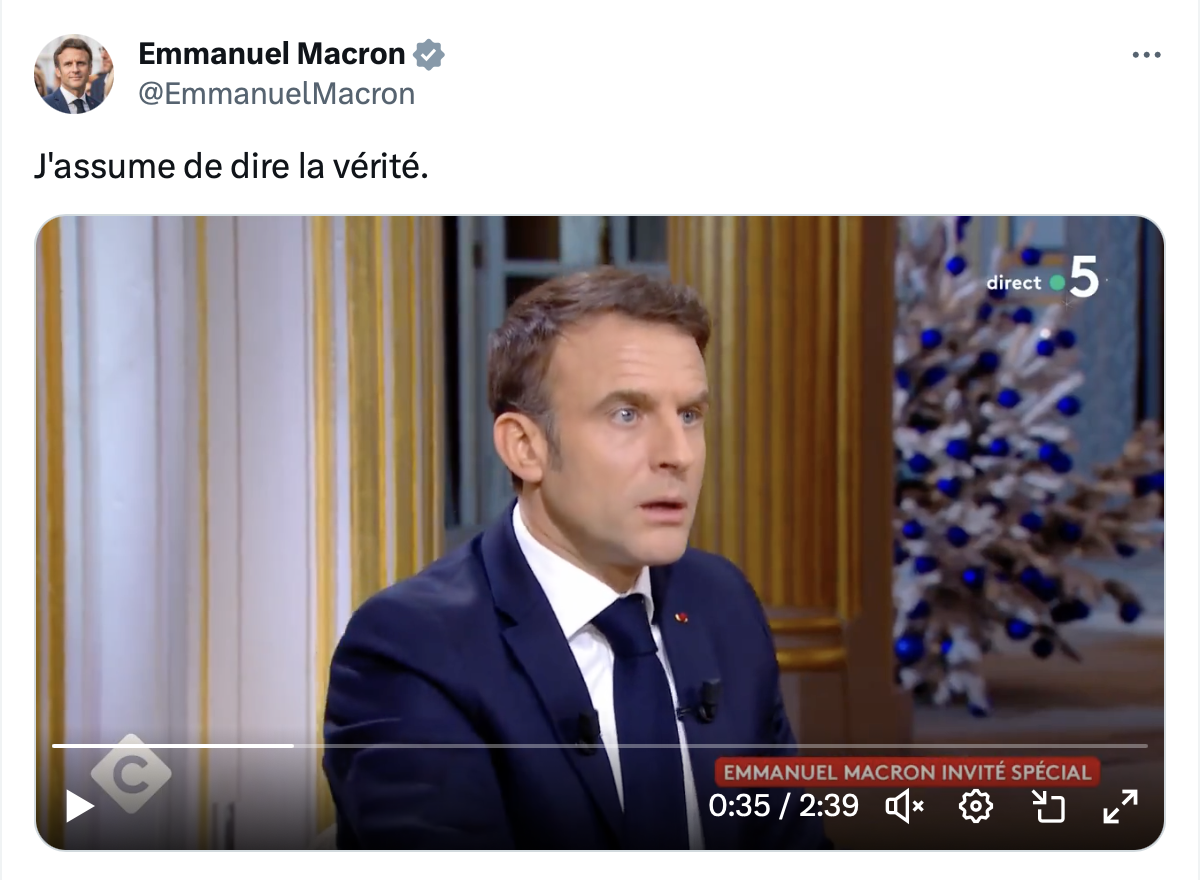 Emmanuel Macron
@EmmanuelMacron
J'assume de dire la vérité.
direct 5
C
EMMANUEL MACRON INVITÉ SPÉCIAL
0:35 / 2:39